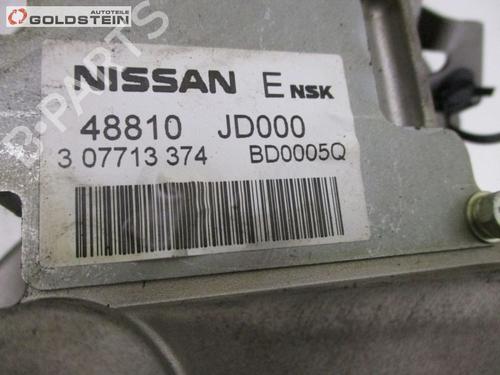 Autoteile
GOLDSTEIN
B-PARTS
NISSAN E NSK
48810 JD000
3 07713 374 BD0005Q